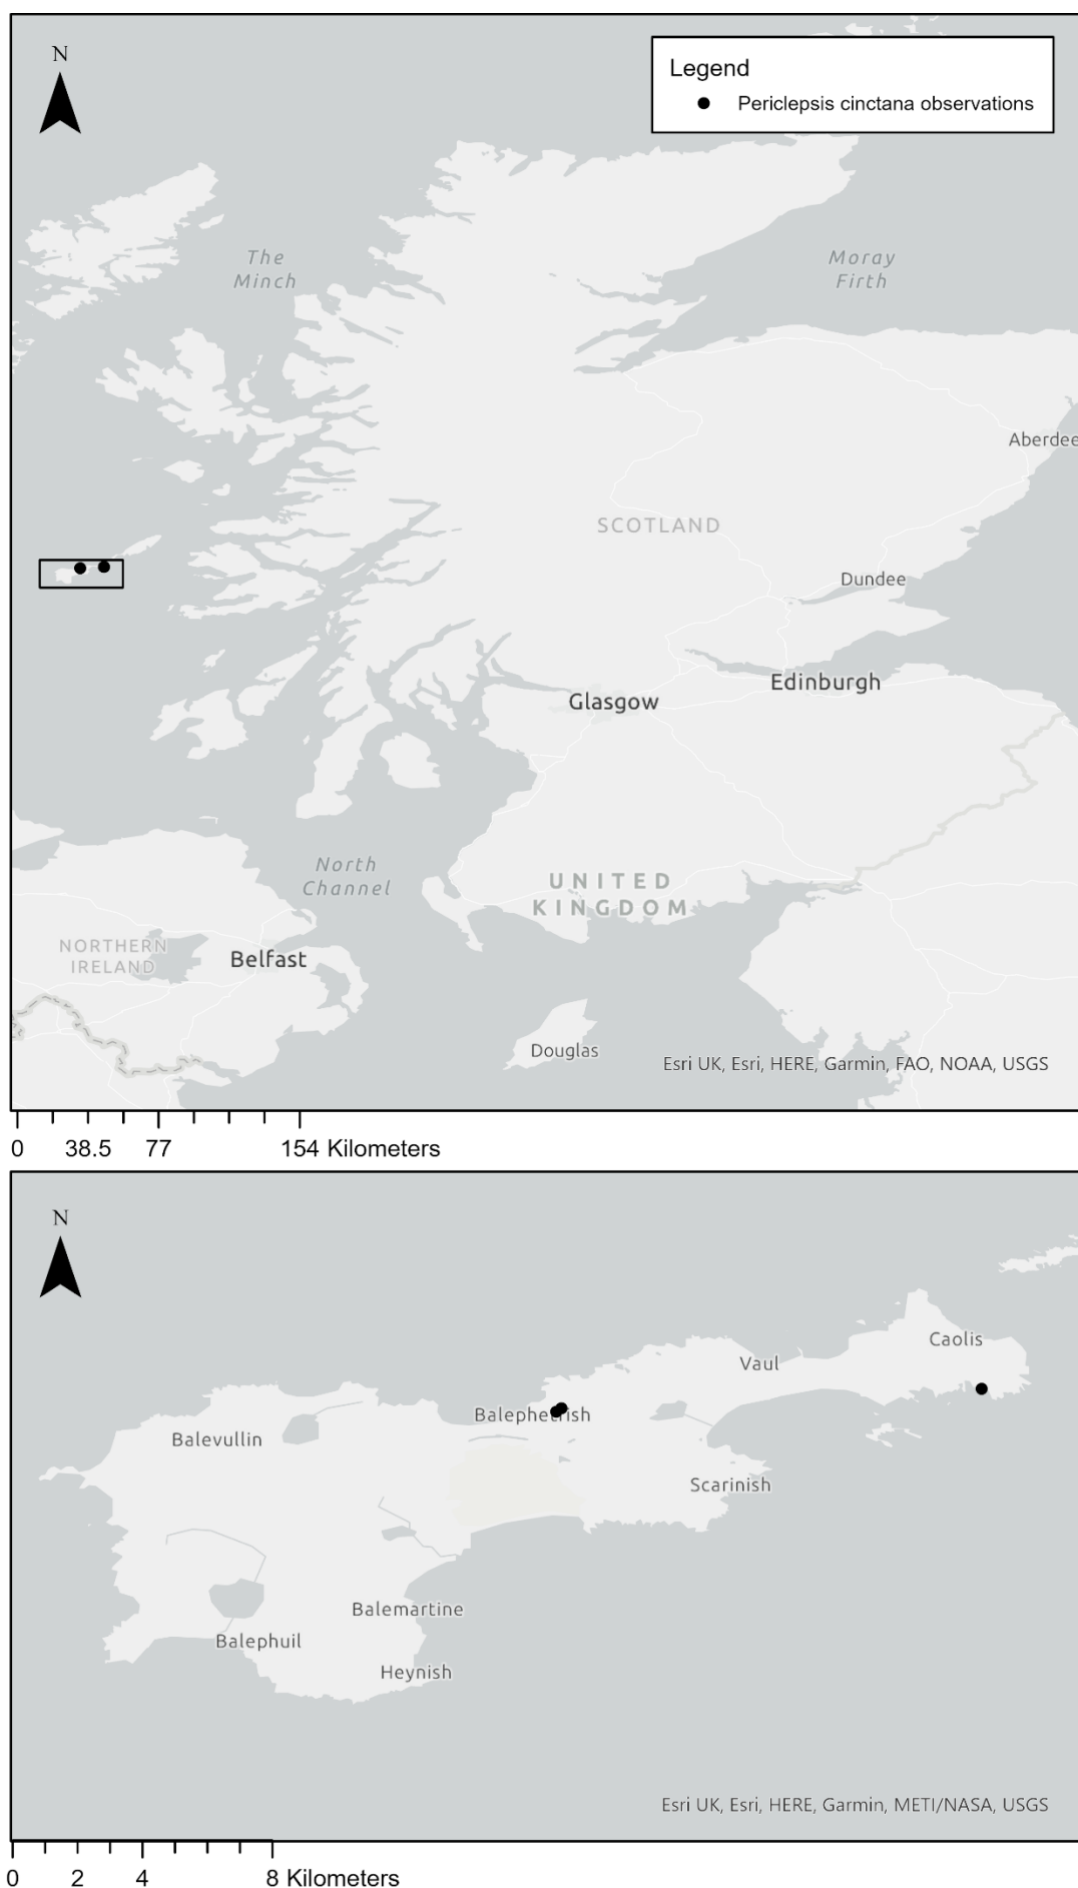 N
Legend
Periclepsis cinctana observations
The
Minch
Moray
Firth
Aberdee
SCOTLAND
Dundee
Edinburgh
Glasgow
UNITED
KINGDOM
North
Channel
NORTHERN
IRELAND
Belfast
Douglas
Esri UK, Esri, HERE, Garmin, FAO, NOAA, USGS
0 38.5 77 154 Kilometers
N
Caolis
Vaul
Balephetrish
Balevullin
Scarinish
Balemartine
Balephuil
Heynish
Esri UK, Esri, HERE, Garmin, METI/NASA, USGS
0 2 4 8 Kilometers